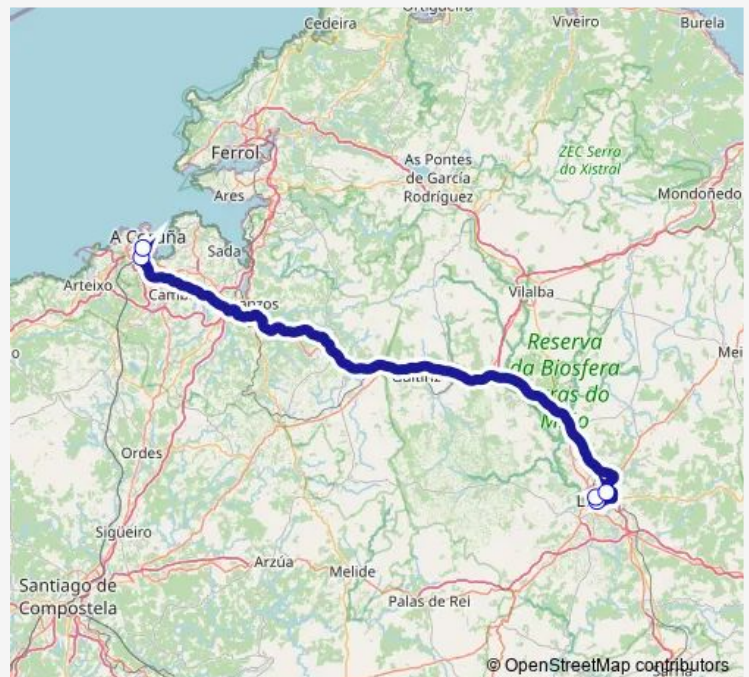 Cedeira
Viveiro
Burela
Ferrol
As Pontes
de García
Rodríguez
ZEC Serra
do Xistral
Ares
Mondoñedo
A Coruña
Sada
Arteixo
Vilalba
Reserva
da Biosfera
do
Ordes
Sigüeiro
Arzúa
Melide
Santiago de
Compostela
Palas de Rei
© OpenStreetMap contributors